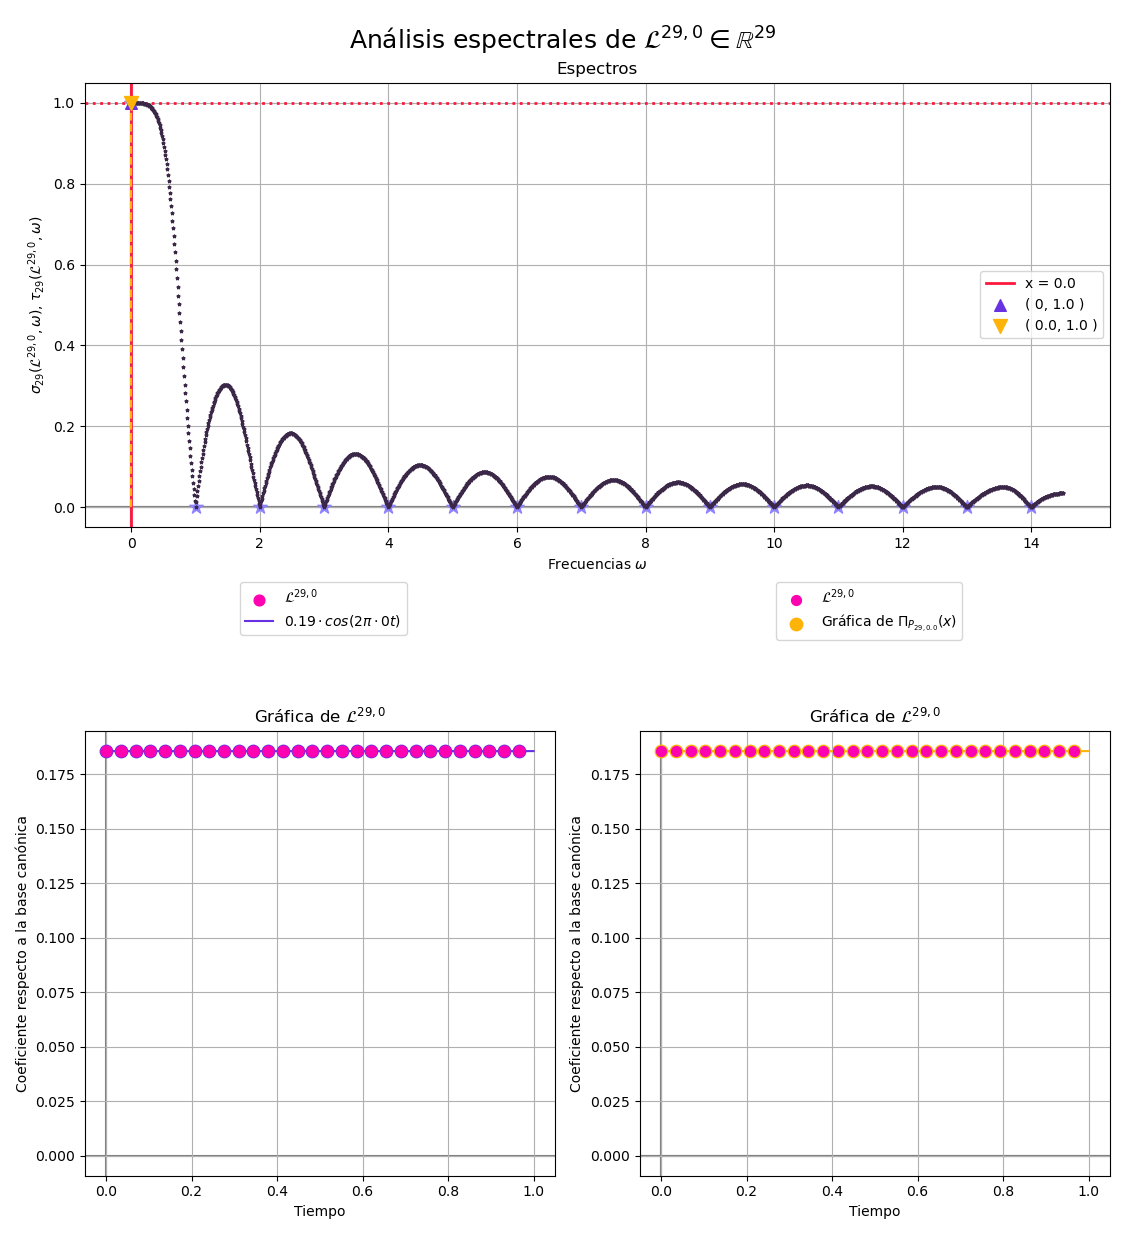 Análisis espectrales de $\mathcal{L}^{29,0} \in \mathbb{R}^{29}$
Espectros
$\sigma_{29}(\mathcal{L}^{29,0}, \omega)$, $\tau_{29}(\mathcal{L}^{29,0}, \omega)$
1.0
0.8
0.6
0.4
0.2
0.0
x = 0.0
( 0, 1.0 )
( 0.0, 1.0 )
0 2 4 6 8 10 12 14
Frecuencias $\omega$
$\mathcal{L}^{29,0}$
$0.19 \cdot cos(2\pi \cdot 0t)$
$\mathcal{L}^{29,0}$
Gráfica de $\Pi_{P_{29,0.0}}(x)$
Gráfica de $\mathcal{L}^{29,0}$
Coeficiente respecto a la base canónica
0.175
0.150
0.125
0.100
0.075
0.050
0.025
0.000
0.0 0.2 0.4 0.6 0.8 1.0
Tiempo
Gráfica de $\mathcal{L}^{29,0}$
Coeficiente respecto a la base canónica
0.175
0.150
0.125
0.100
0.075
0.050
0.025
0.000
0.0 0.2 0.4 0.6 0.8 1.0
Tiempo